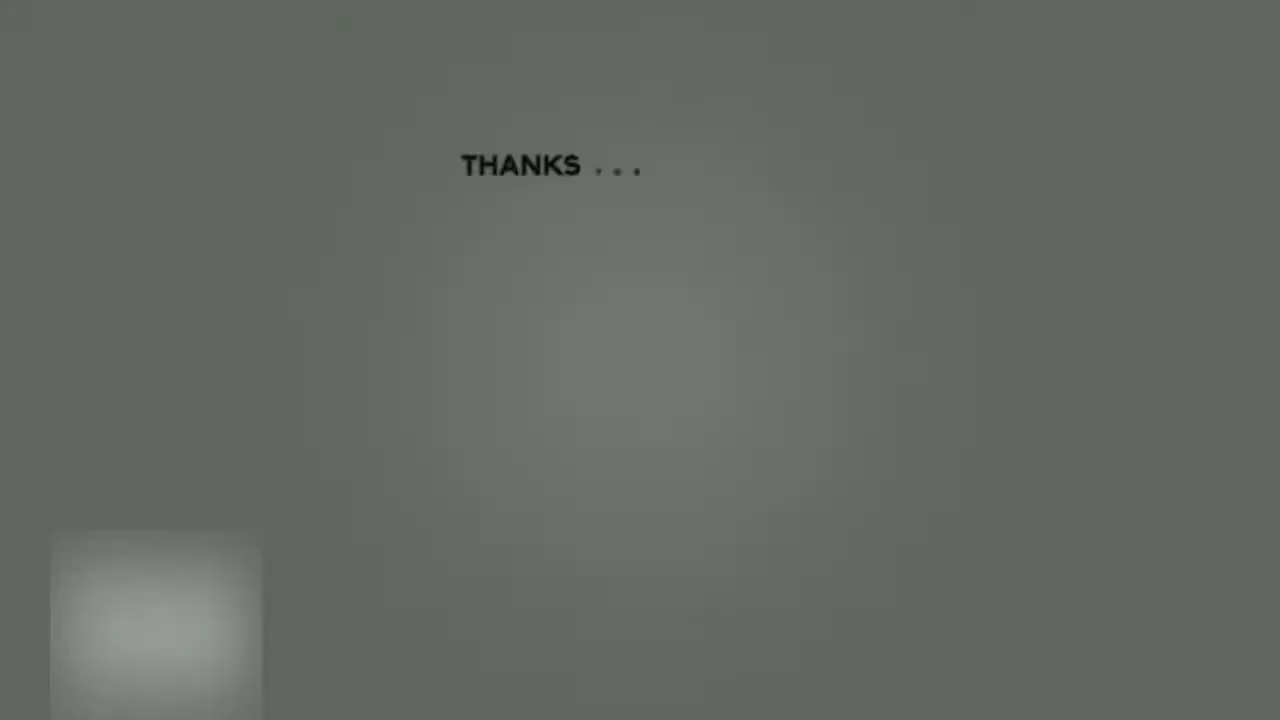 THANKS . . .